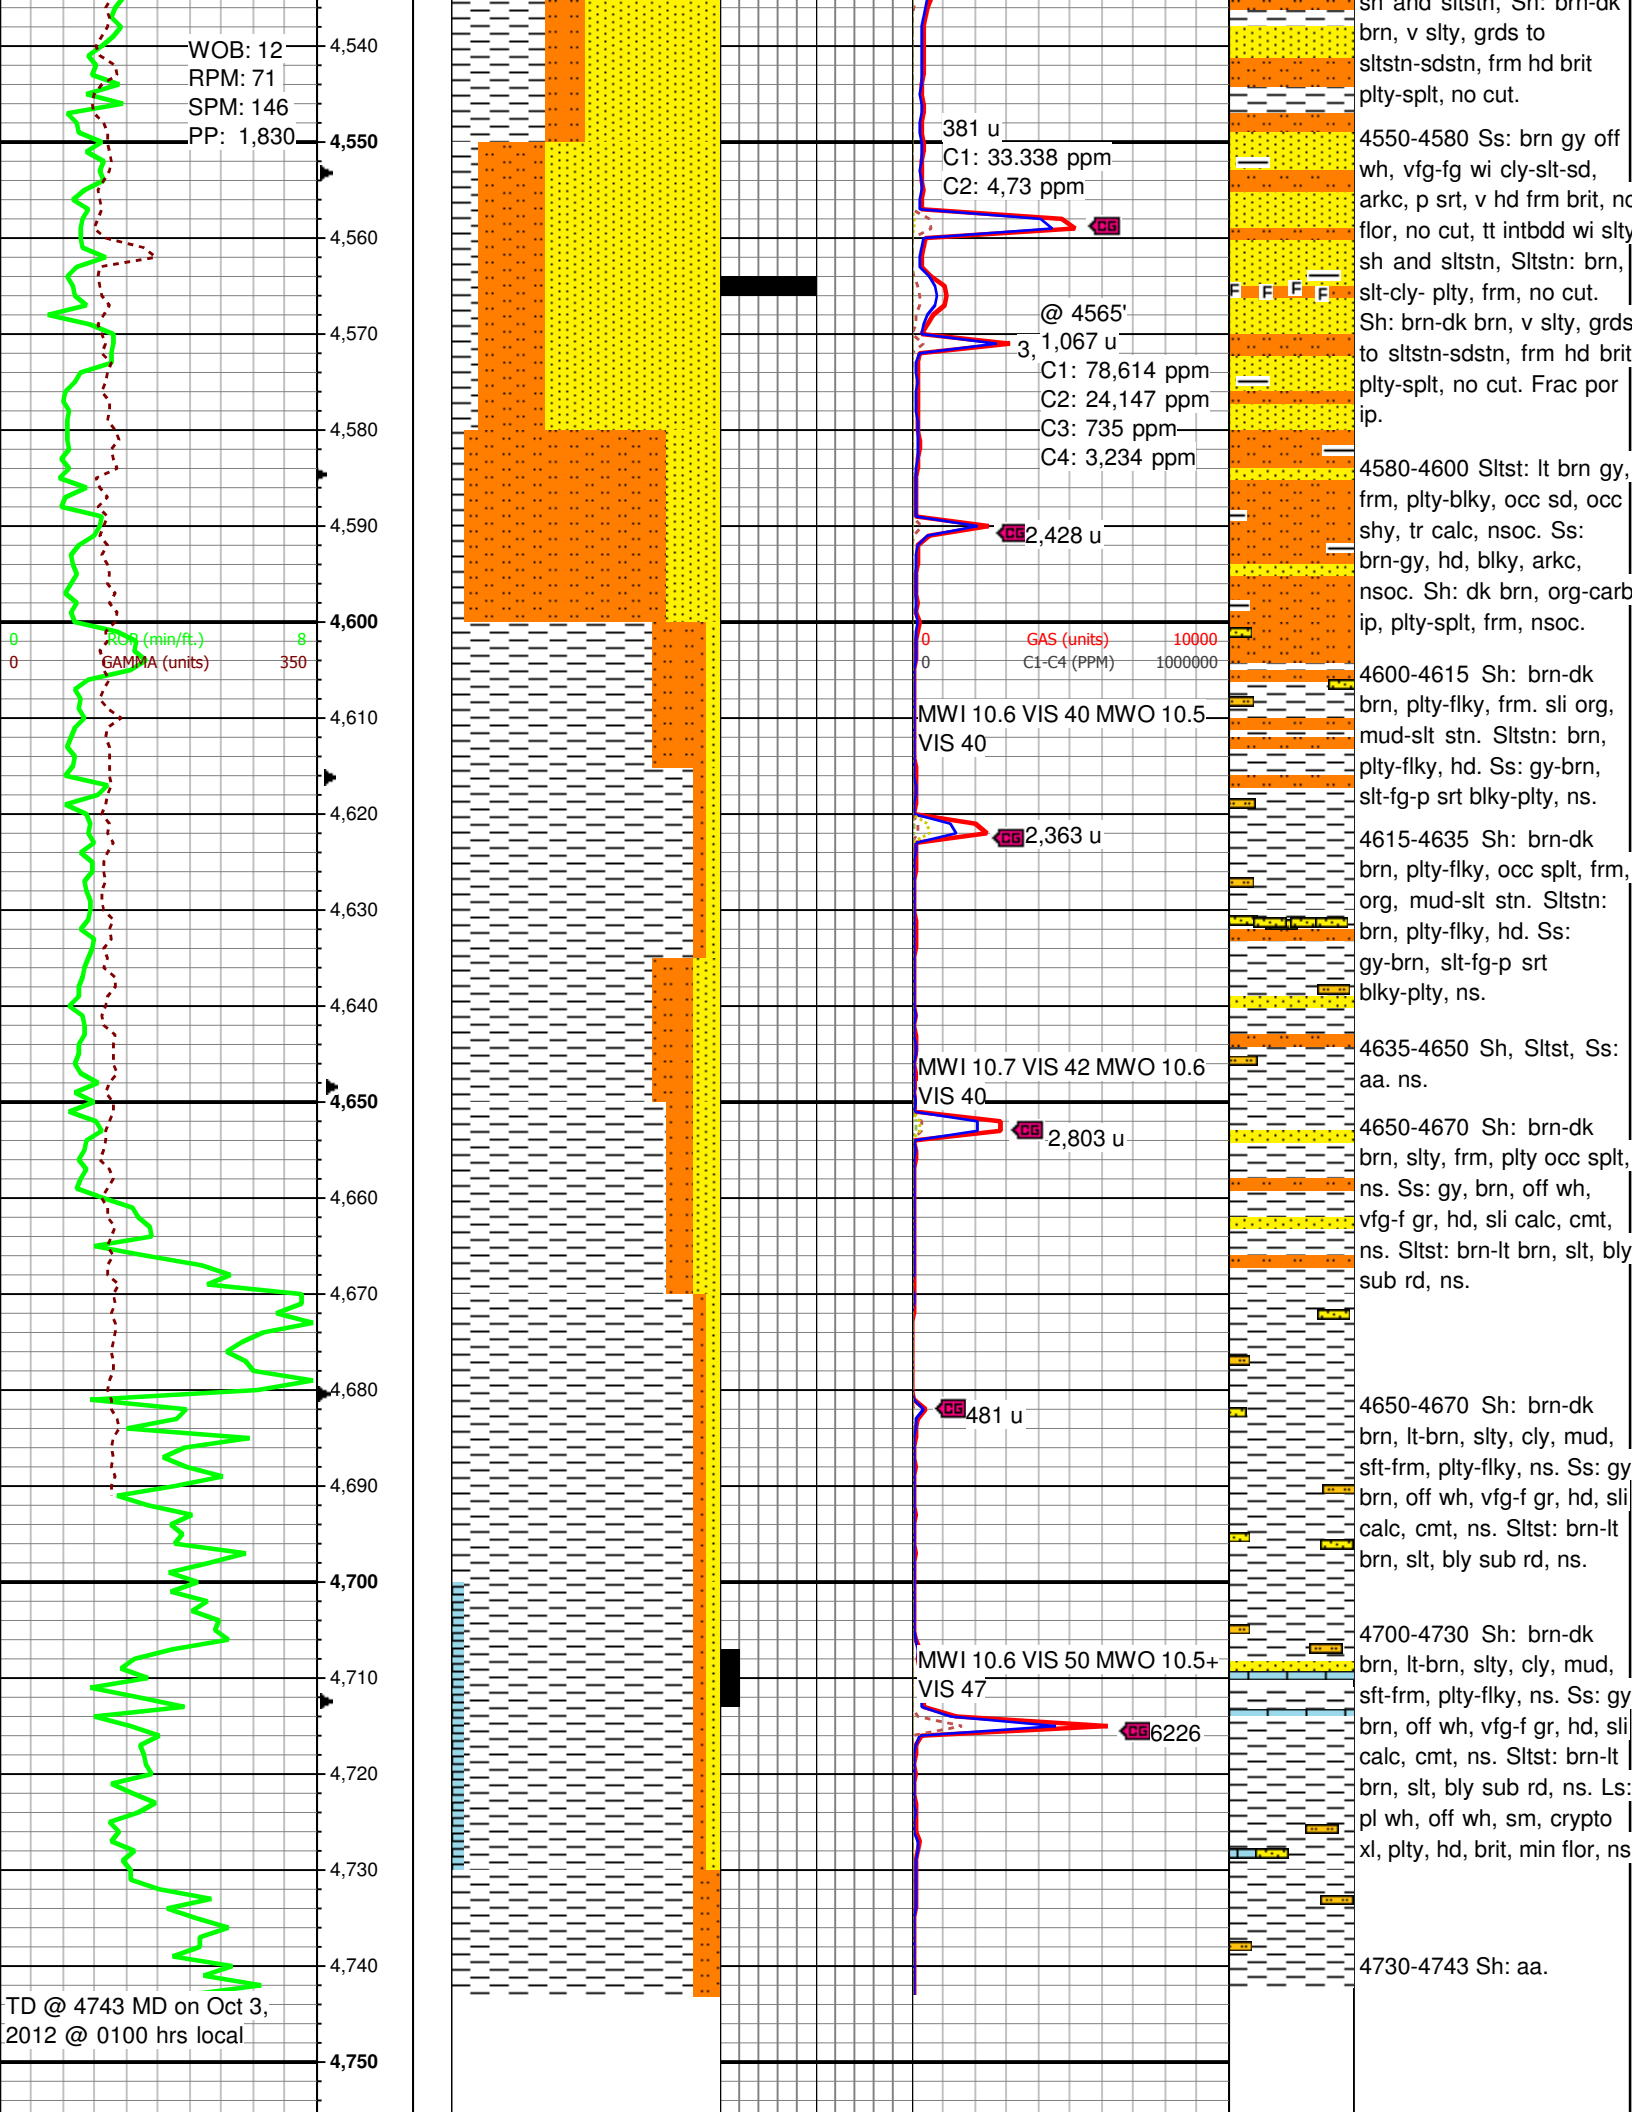 WOB: 12
RPM: 71
SPM: 146
PP: 1,830
TD @ 4743 MD on Oct 3,
2012 @ 0100 hrs local
0 ROP (min/ft.) 8
0 GAMMA (units) 350
4,540
4,550
4,560
4,570
4,580
4,590
4,600
4,610
4,620
4,630
4,640
4,650
4,660
4,670
4,680
4,690
4,700
4,710
4,720
4,730
4,740
4,750
381 u
C1: 33.338 ppm
C2: 4,73 ppm
CG
@ 4565'
3, 1,067 u
C1: 78,614 ppm
C2: 24,147 ppm
C3: 735 ppm
C4: 3,234 ppm
CG 2,428 u
0 GAS (units) 10000
0 C1-C4 (PPM) 1000000
MWI 10.6 VIS 40 MWO 10.5
VIS 40
CG 2,363 u
MWI 10.7 VIS 42 MWO 10.6
VIS 40
CG 2,803 u
CG 481 u
MWI 10.6 VIS 50 MWO 10.5+
VIS 47
CG 6226
F F F F
sh and sltstn, Sh: brn-dk
brn, v slty, grds to
sltstn-sdstn, frm hd brit
plty-splt, no cut.
4550-4580 Ss: brn gy off
wh, vfg-fg wi cly-slt-sd,
arkc, p srt, v hd frm brit, no
flor, no cut, tt intbdd wi slty
sh and sltstn, Sltstn: brn,
slt-cly- plty, frm, no cut.
Sh: brn-dk brn, v slty, grds
to sltstn-sdstn, frm hd brit
plty-splt, no cut. Frac por
ip.
4580-4600 Sltst: lt brn gy,
frm, plty-blky, occ sd, occ
shy, tr calc, nsoc. Ss:
brn-gy, hd, blky, arkc,
nsoc. Sh: dk brn, org-carb
ip, plty-splt, frm, nsoc.
4600-4615 Sh: brn-dk
brn, plty-flky, frm. sli org,
mud-slt stn. Sltstn: brn,
plty-flky, hd. Ss: gy-brn,
slt-fg-p srt blky-plty, ns.
4615-4635 Sh: brn-dk
brn, plty-flky, occ splt, frm,
org, mud-slt stn. Sltstn:
brn, plty-flky, hd. Ss:
gy-brn, slt-fg-p srt
blky-plty, ns.
4635-4650 Sh, Sltst, Ss:
aa. ns.
4650-4670 Sh: brn-dk
brn, slty, frm, plty occ splt,
ns. Ss: gy, brn, off wh,
vfg-f gr, hd, sli calc, cmt,
ns. Sltst: brn-lt brn, slt, bly
sub rd, ns.
4650-4670 Sh: brn-dk
brn, lt-brn, slty, cly, mud,
sft-frm, plty-flky, ns. Ss: gy
brn, off wh, vfg-f gr, hd, sli
calc, cmt, ns. Sltst: brn-lt
brn, slt, bly sub rd, ns.
4700-4730 Sh: brn-dk
brn, lt-brn, slty, cly, mud,
sft-frm, plty-flky, ns. Ss: gy
brn, off wh, vfg-f gr, hd, sli
calc, cmt, ns. Sltst: brn-lt
brn, slt, bly sub rd, ns. Ls:
pl wh, off wh, sm, crypto
xl, plty, hd, brit, min flor, ns
4730-4743 Sh: aa.